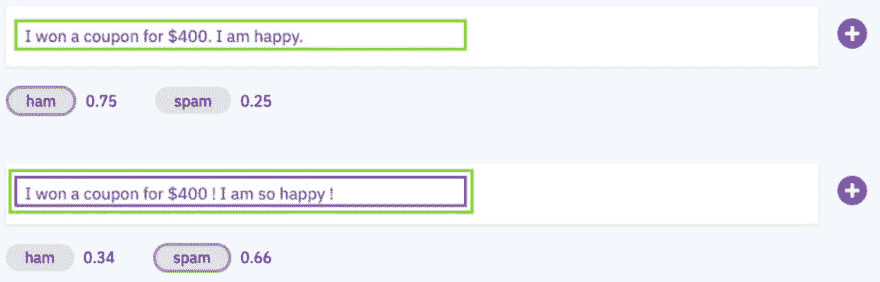 I won a coupon for $400. I am happy.
ham 0.75 spam 0.25
I won a coupon for $400 ! I am so happy !
ham 0.34 spam 0.66